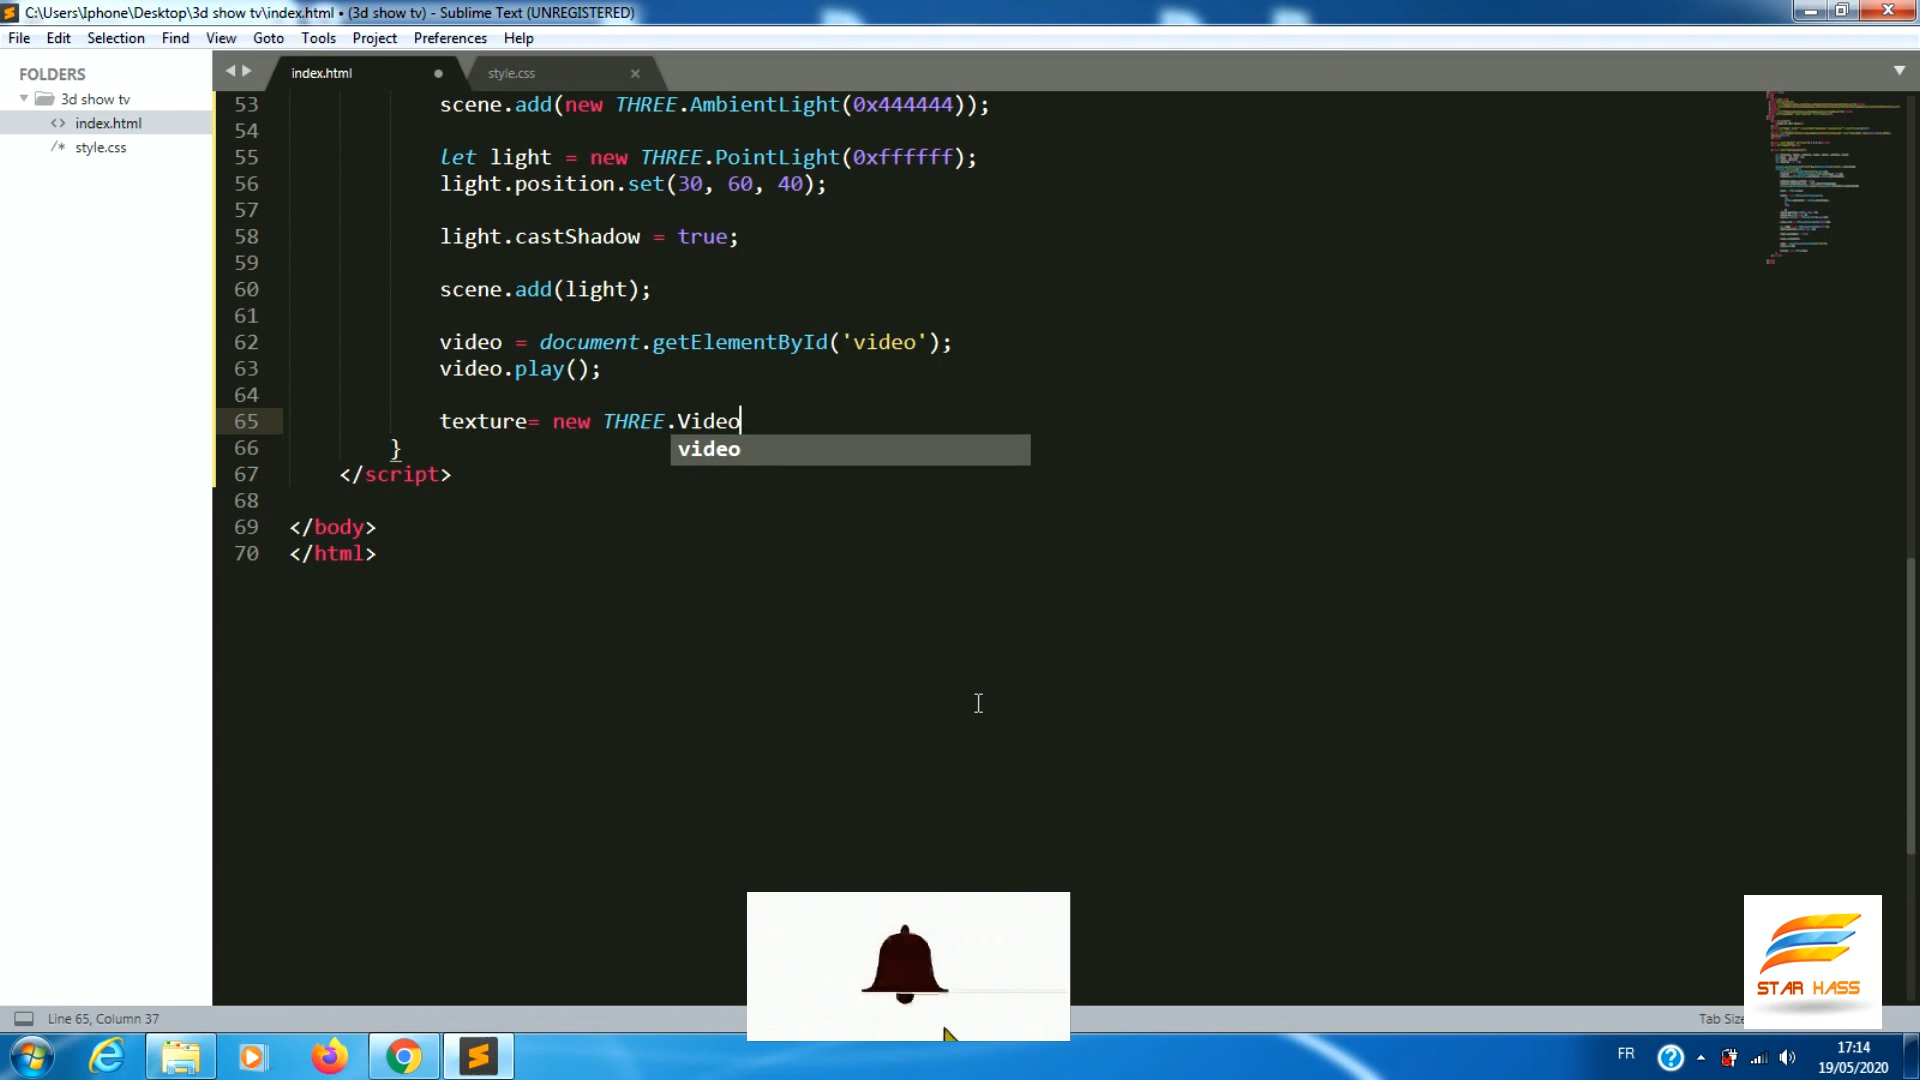 C:\Users\Iphone\Desktop\3d show tv\index.html • (3d show tv) - Sublime Text (UNREGISTERED)
File Edit Selection Find View Goto Tools Project Preferences Help
FOLDERS
3d show tv
<> index.html
/* style.css
index.html
style.css
53 scene.add(new THREE.AmbientLight(0x444444));
54
55 let light = new THREE.PointLight(0xffffff);
56 light.position.set(30, 60, 40);
57
58 light.castShadow = true;
59
60 scene.add(light);
61
62 video = document.getElementById('video');
63 video.play();
64
65 texture= new THREE.Video
video
66 }
67 </script>
68
69 </body>
70 </html>
STAR HASS
Line 65, Column 37
Tab Size
FR
17:14
19/05/2020